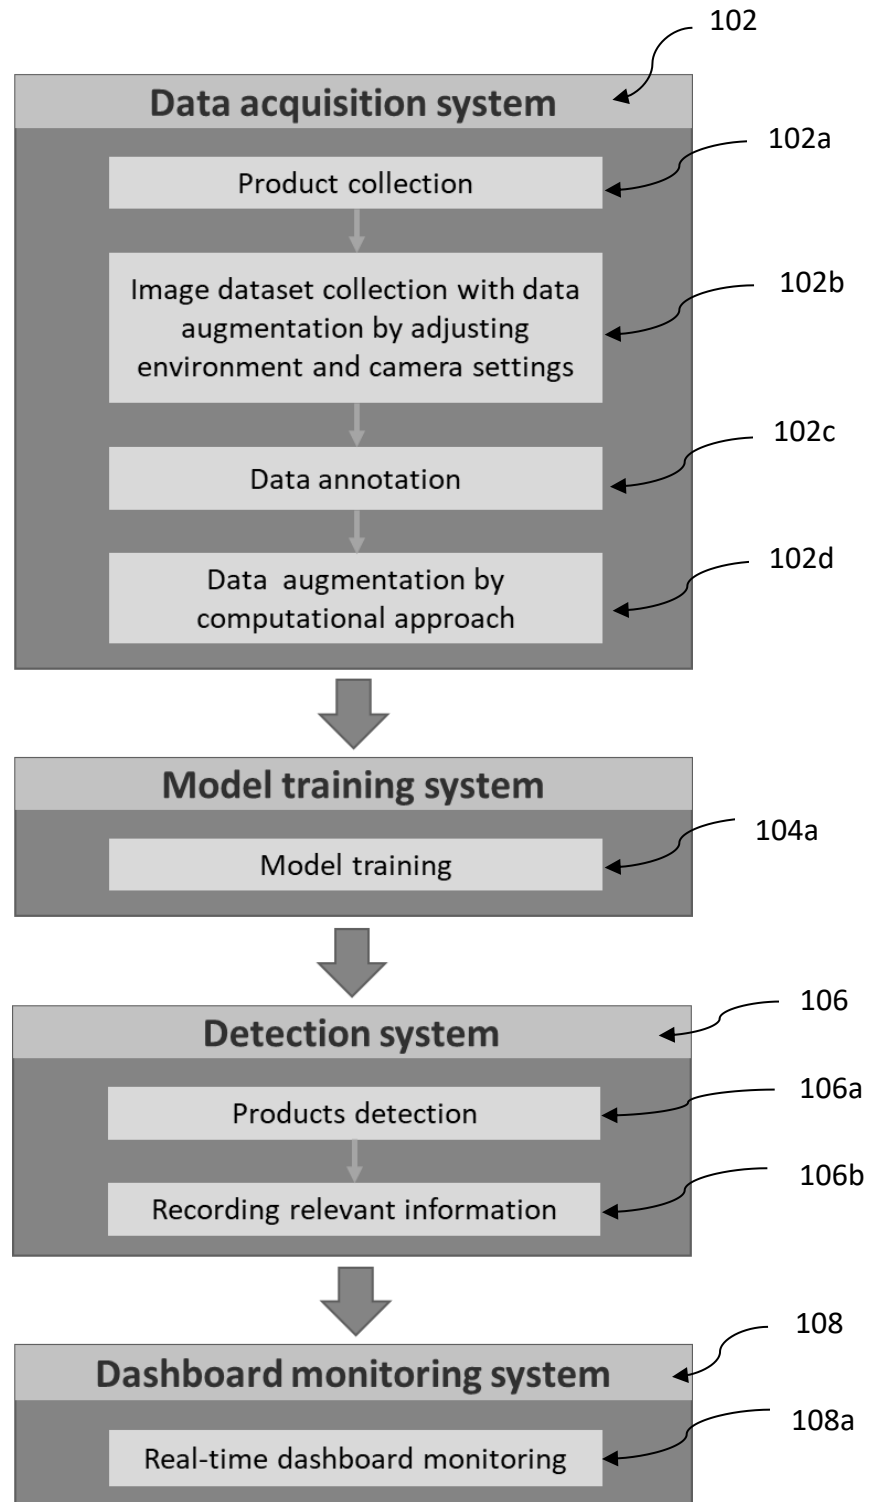 102
Data acquisition system
102a
Product collection
102b
Image dataset collection with data
augmentation by adjusting
environment and camera settings
102c
Data annotation
102d
Data augmentation by
computational approach
Model training system
104a
Model training
106
Detection system
106a
Products detection
106b
Recording relevant information
108
Dashboard monitoring system
108a
Real-time dashboard monitoring